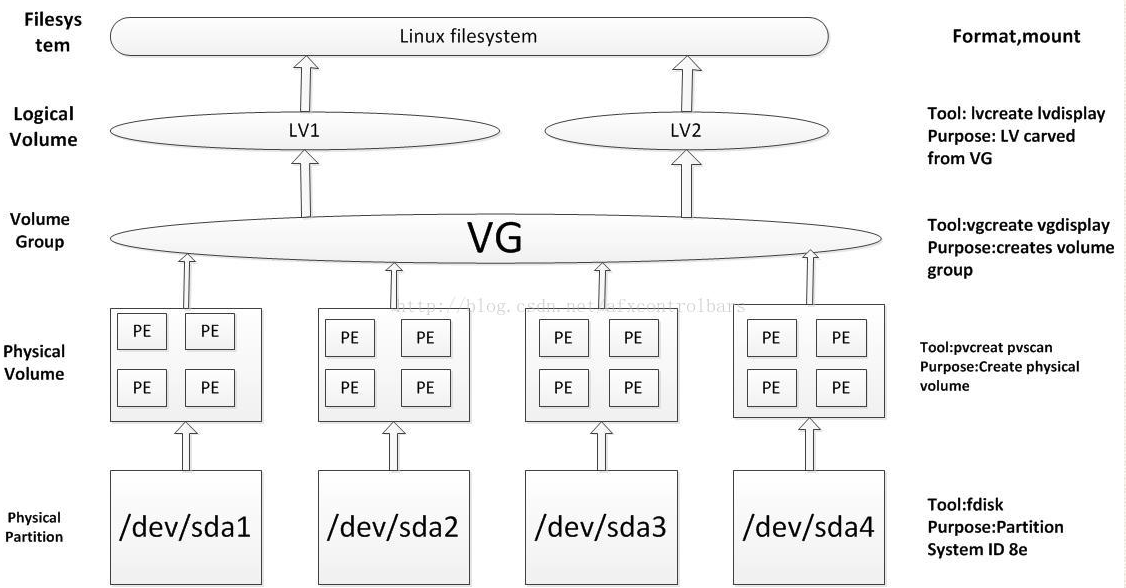 Filesys
tem
Linux filesystem
Format,mount
Logical
Volume
LV1
LV2
Tool: lvcreate lvdisplay
Purpose: LV carved
from VG
Volume
Group
VG
Tool:vgcreate vgdisplay
Purpose:creates volume
group
http://blog.csdn.net/afxcontrolbars
Physical
Volume
PE PE PE PE PE PE PE PE
PE PE PE PE PE PE PE PE
Tool:pvcreat pvscan
Purpose:Create physical
volume
Physical
Partition
/dev/sda1
/dev/sda2
/dev/sda3
/dev/sda4
Tool:fdisk
Purpose:Partition
System ID 8e